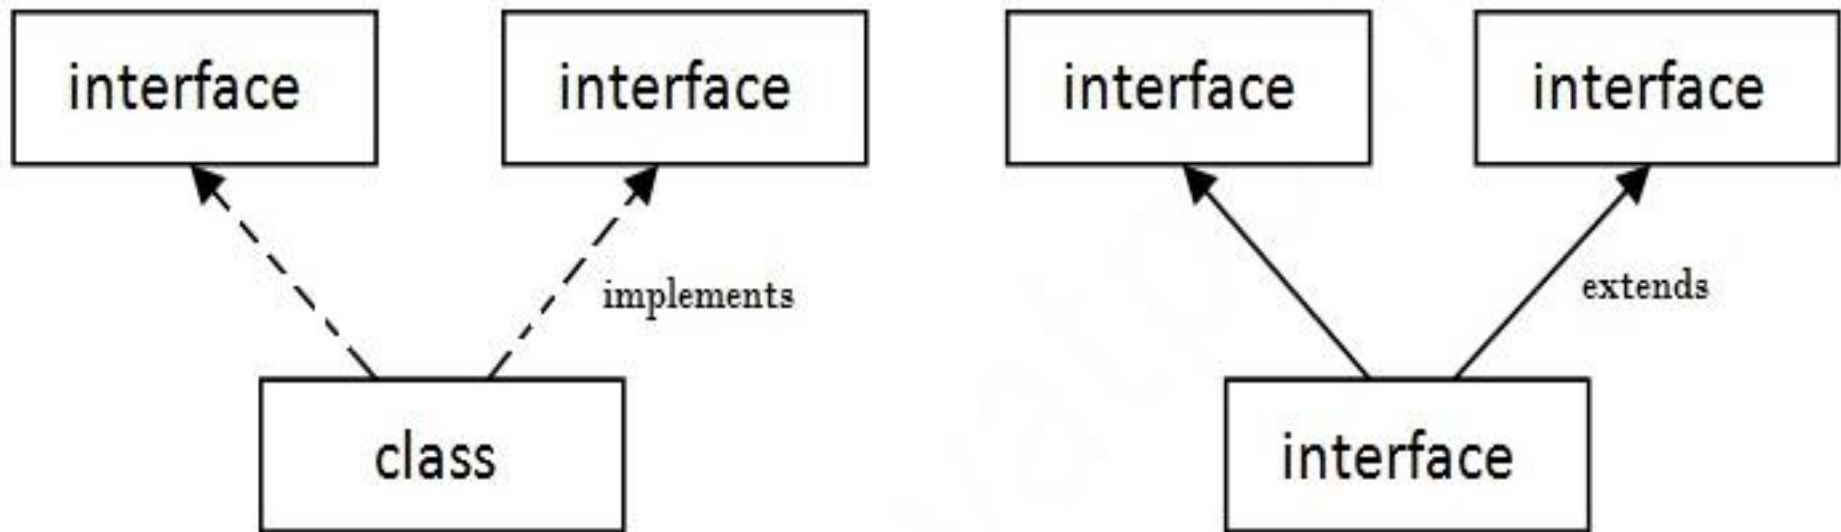 interface interface interface interface
implements
extends
class interface